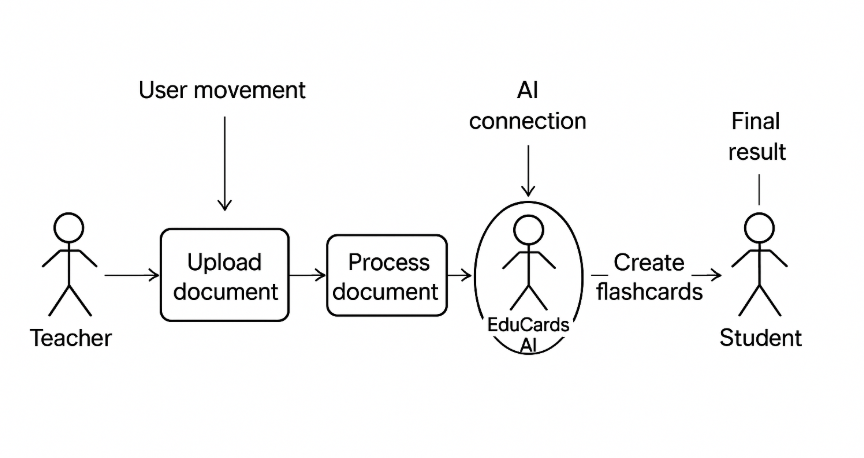 User movement
AI
connection
Final
result
Teacher
Upload
document
Process
document
EduCards
AI
Create
flashcards
Student